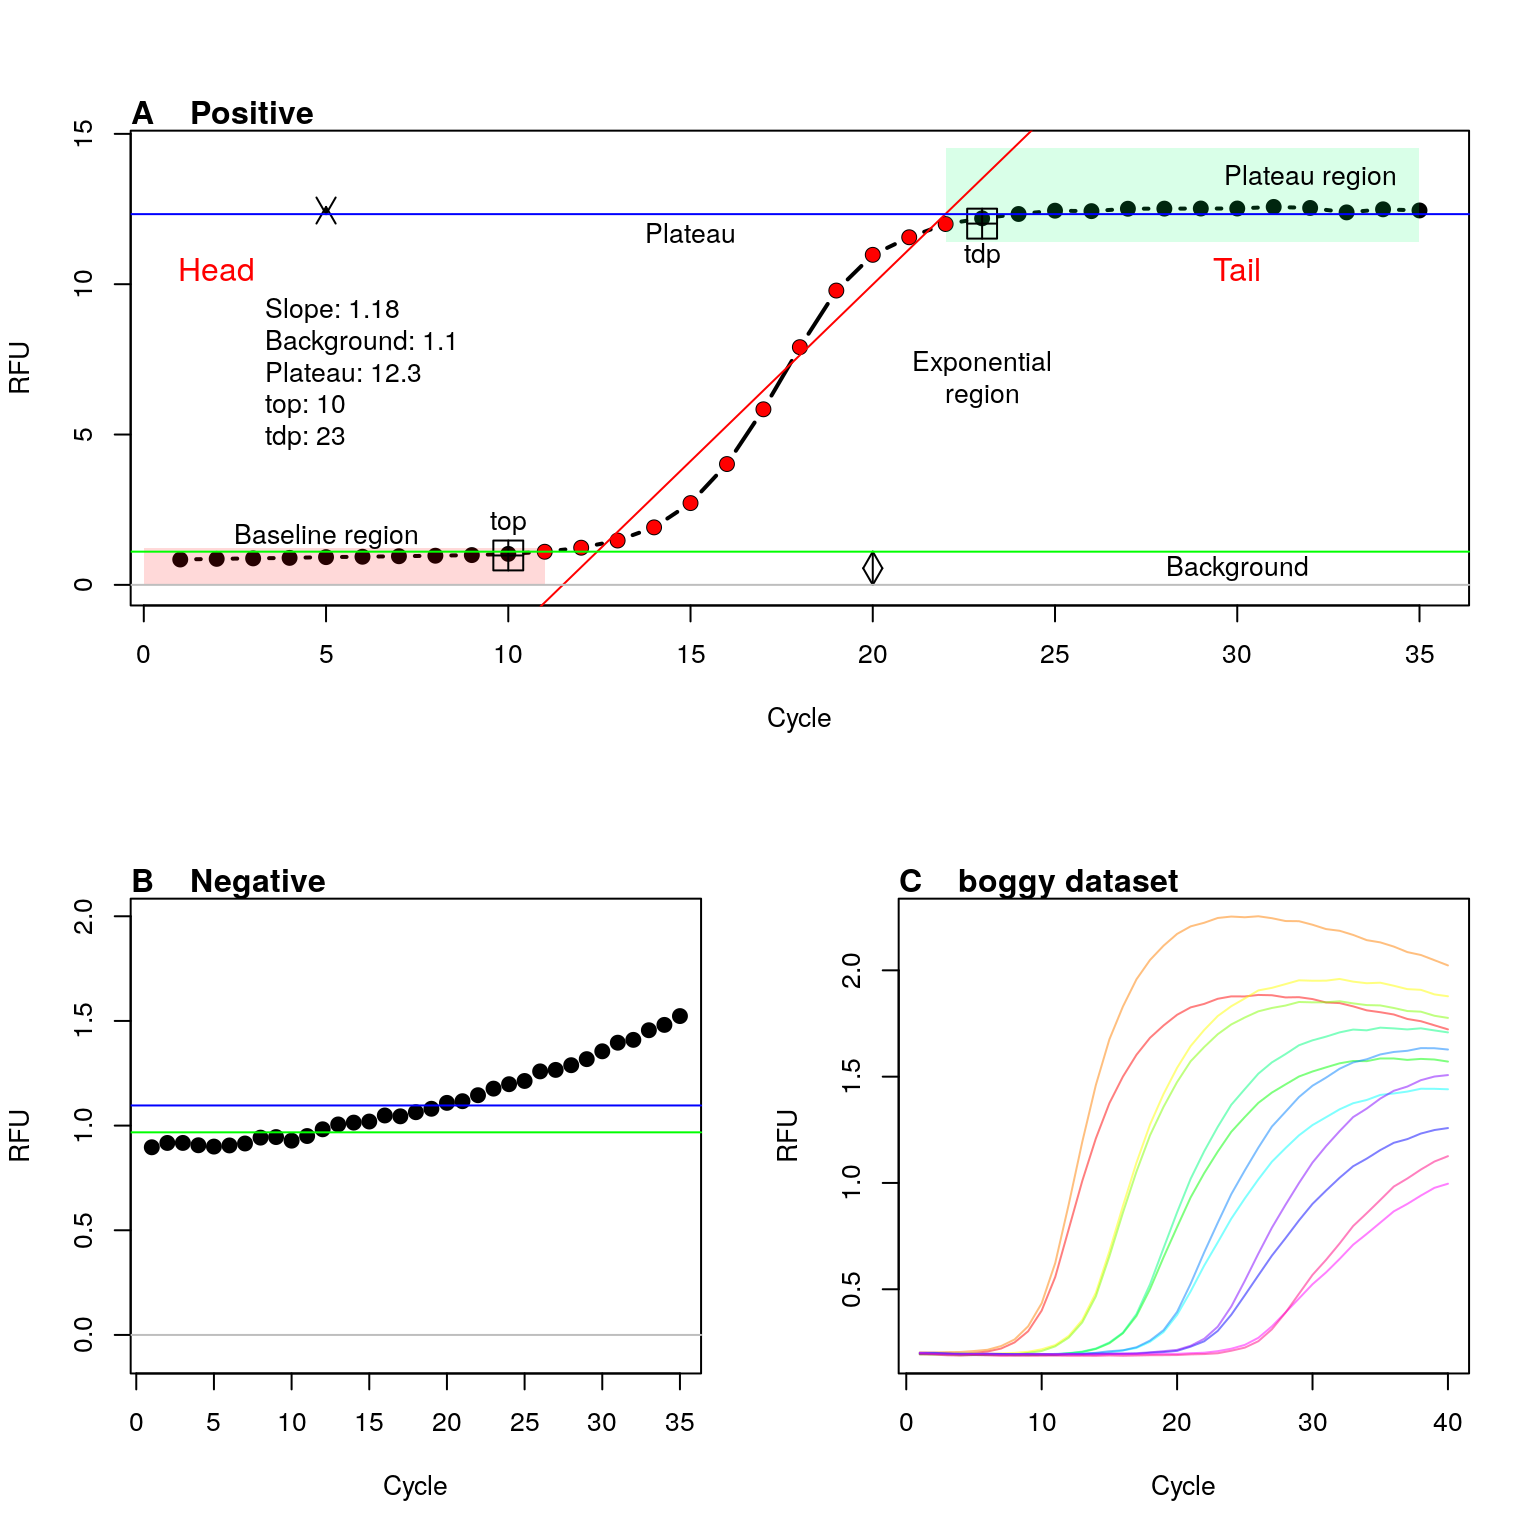 A Positive
15
10
5
0
RFU
Plateau region
Plateau
tdp
Head
Tail
Slope: 1.18
Background: 1.1
Plateau: 12.3
top: 10
tdp: 23
Exponential
region
top
Baseline region
Background
0 5 10 15 20 25 30 35
Cycle
B Negative
2.0
1.5
1.0
0.5
0.0
RFU
0 5 10 15 20 25 30 35
Cycle
C boggy dataset
2.0
1.5
1.0
0.5
RFU
0 10 20 30 40
Cycle